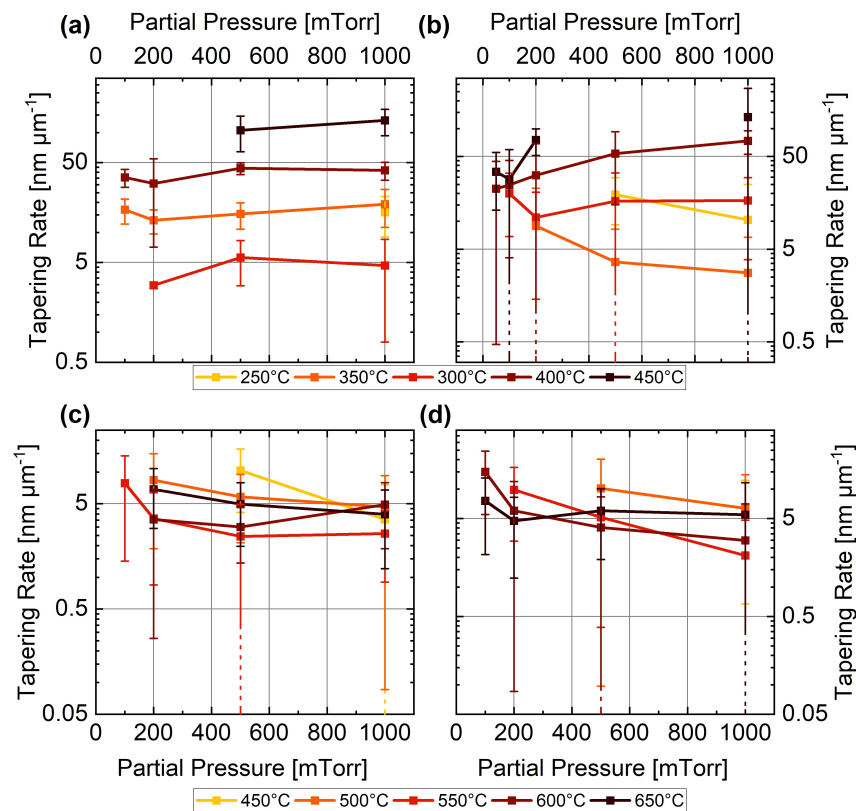 (a) Partial Pressure [mTorr] (b) Partial Pressure [mTorr]
0 200 400 600 800 1000 0 200 400 600 800 1000
Tapering Rate [nm µm⁻¹]
50
5
0.5
50
5
0.5
Tapering Rate [nm µm⁻¹]
250°C 350°C 300°C 400°C 450°C
(c) (d)
Tapering Rate [nm µm⁻¹]
5
0.5
0.05
5
0.5
0.05
Tapering Rate [nm µm⁻¹]
0 200 400 600 800 1000 0 200 400 600 800 1000
Partial Pressure [mTorr] Partial Pressure [mTorr]
450°C 500°C 550°C 600°C 650°C